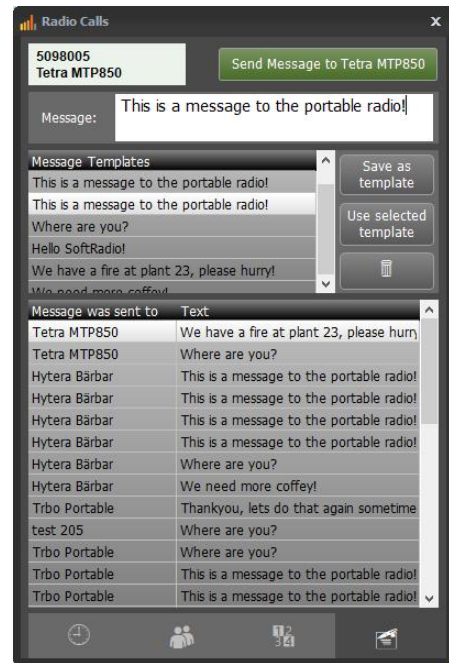 Radio Calls x
5098005
Tetra MTP850
Send Message to Tetra MTP850
Message:
This is a message to the portable radio!
Message Templates
This is a message to the portable radio!
This is a message to the portable radio!
Where are you?
Hello SoftRadio!
We have a fire at plant 23, please hurry!
We need more coffey!
Save as
template
Use selected
template
Message was sent to Text
Tetra MTP850 We have a fire at plant 23, please hurry
Tetra MTP850 Where are you?
Hytera Bärbar This is a message to the portable radio!
Hytera Bärbar This is a message to the portable radio!
Hytera Bärbar This is a message to the portable radio!
Hytera Bärbar This is a message to the portable radio!
Hytera Bärbar Where are you?
Hytera Bärbar We need more coffey!
Trbo Portable Thankyou, lets do that again sometime
test 205 Where are you?
Trbo Portable Where are you?
Trbo Portable This is a message to the portable radio!
Trbo Portable This is a message to the portable radio!
1 2
3 4